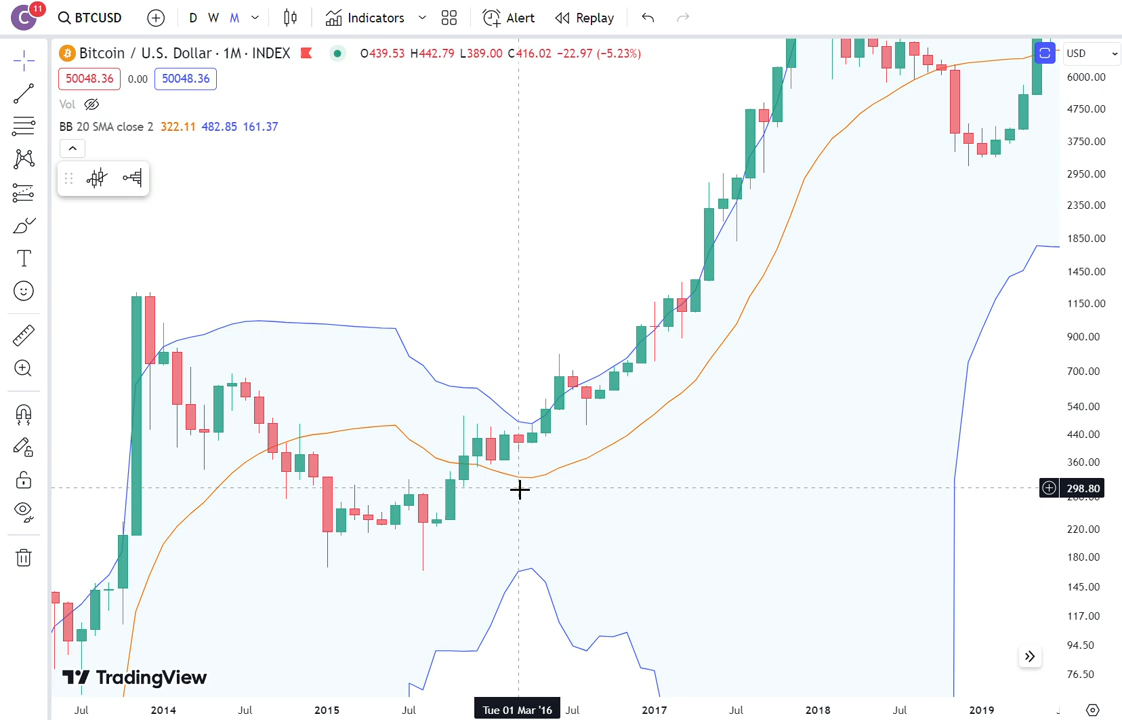 C 11 BTCUSD D W M Indicators Alert Replay
Bitcoin / U.S. Dollar · 1M · INDEX O439.53 H442.79 L389.00 C416.02 −22.97 (−5.23%) USD
50048.36 0.00 50048.36
Vol
BB 20 SMA close 2 322.11 482.85 161.37
6000.00
4750.00
3750.00
2950.00
2350.00
1850.00
1450.00
1150.00
900.00
700.00
540.00
440.00
360.00
298.80
220.00
180.00
145.00
117.00
94.50
76.50
TradingView
Jul 2014 Jul 2015 Jul Tue 01 Mar '16 Jul 2017 Jul 2018 Jul 2019